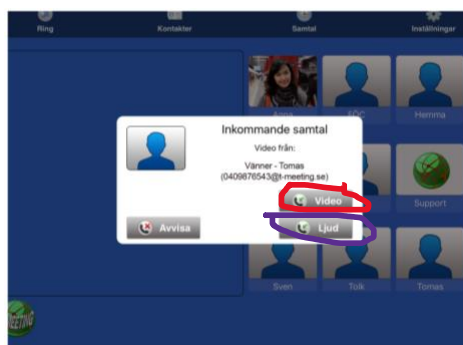 Ring
Kontakter
Samtal
Inställningar
Anna
SOC
Hemma
Inkommande samtal
Video från:
Vänner - Tomas
(0409876543@t-meeting.se)
Video
Support
Avvisa
Ljud
Sven
Tolk
Tomas